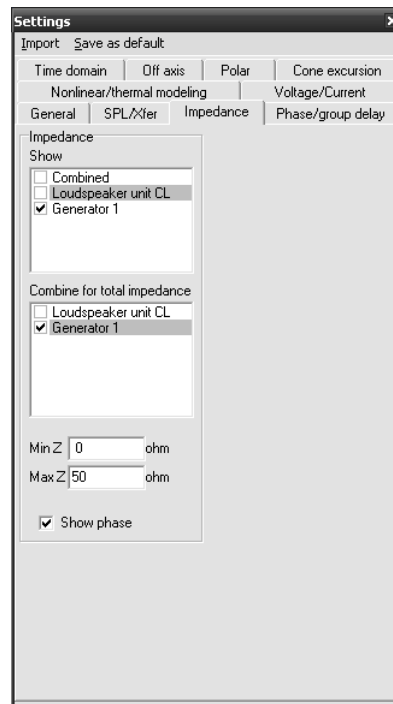 Settings
Import Save as default
Time domain Off axis Polar Cone excursion
Nonlinear/thermal modeling Voltage/Current
General SPL/Xfer Impedance Phase/group delay
Impedance
Show
Combined
Loudspeaker unit CL
Generator 1
Combine for total impedance
Loudspeaker unit CL
Generator 1
Min Z 0 ohm
Max Z 50 ohm
Show phase